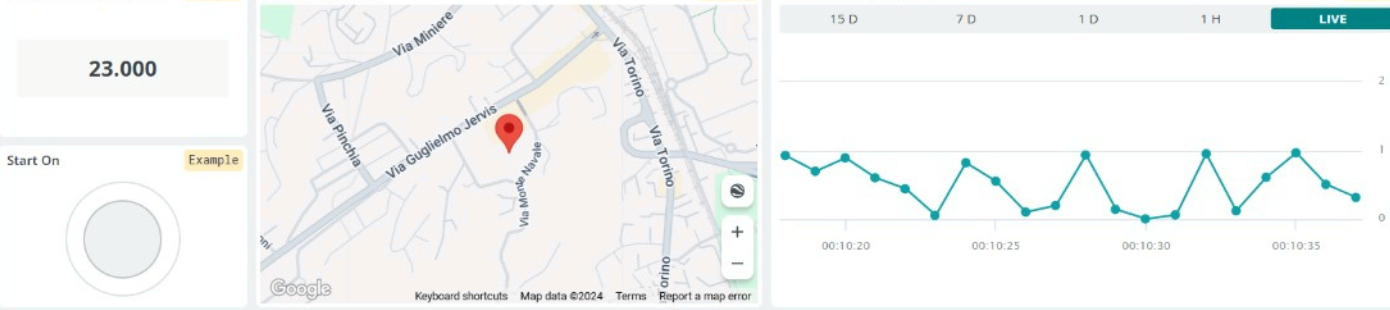 23.000
Start On
Example
Via Miniere
Via Pinchia
Via Guglielmo Jervis
Via Monte Navale
Via Torino
Via Torino
orino
ni
Google
Keyboard shortcuts
Map data ©2024
Terms
Report a map error
15 D
7 D
1 D
1 H
LIVE
2
1
0
00:10:20
00:10:25
00:10:30
00:10:35